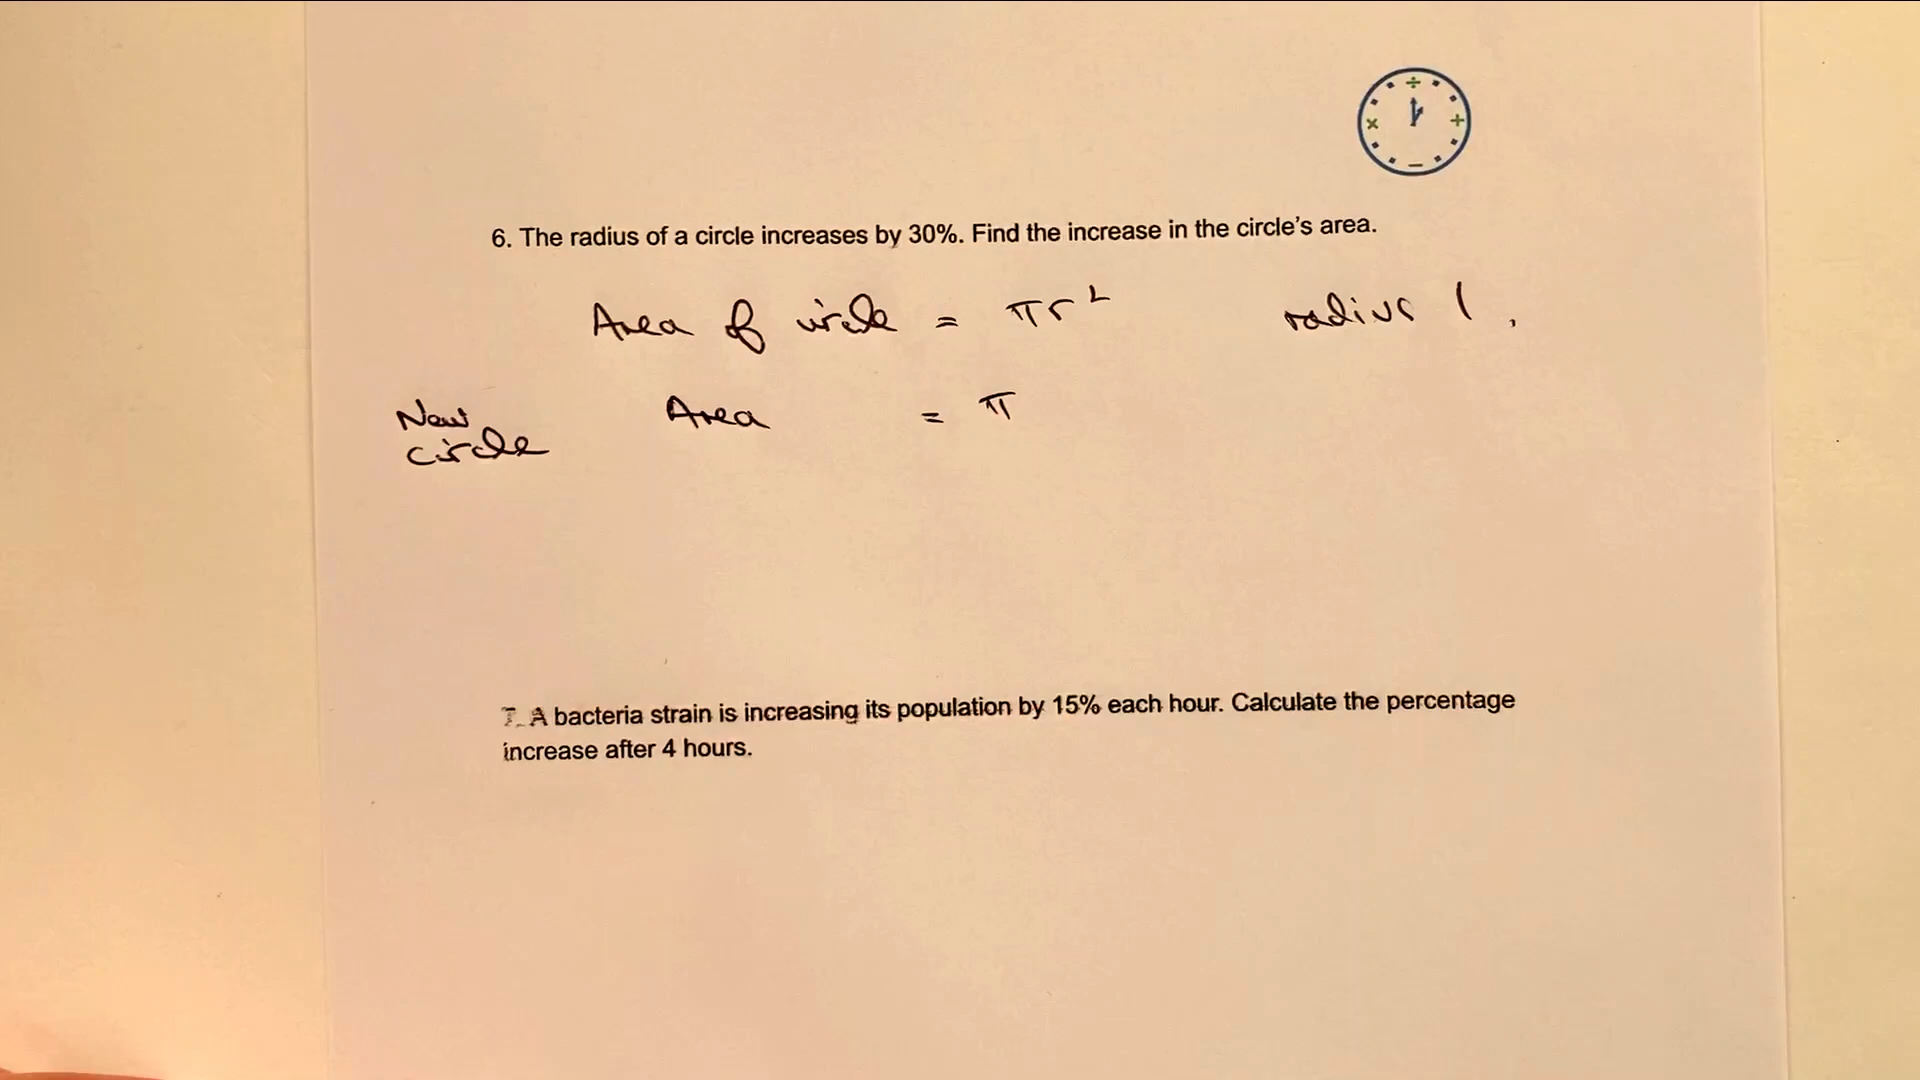 6. The radius of a circle increases by 30%. Find the increase in the circle's area.
Area of circle = πr² radius 1,
New circle Area = π
7. A bacteria strain is increasing its population by 15% each hour. Calculate the percentage
increase after 4 hours.